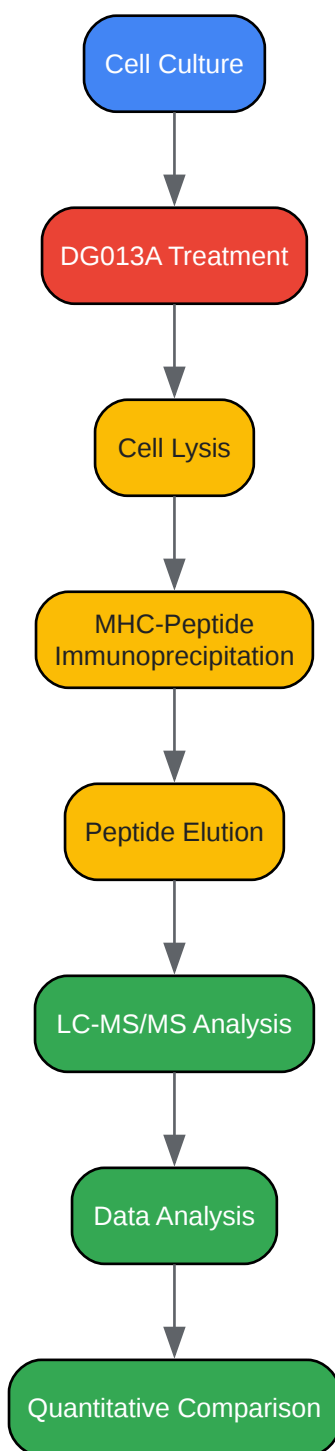 Cell Culture
DG013A Treatment
Cell Lysis
MHC-Peptide
Immunoprecipitation
Peptide Elution
LC-MS/MS Analysis
Data Analysis
Quantitative Comparison